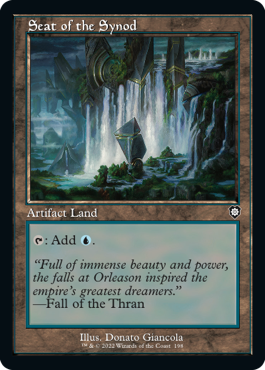 Seat of the Synod
Artifact Land
: Add .
“Full of immense beauty and power,
the falls at Orleason inspired the
empire’s greatest dreamers.”
—Fall of the Thran
Illus. Donato Giancola
™ & © 2022 Wizards of the Coast 198